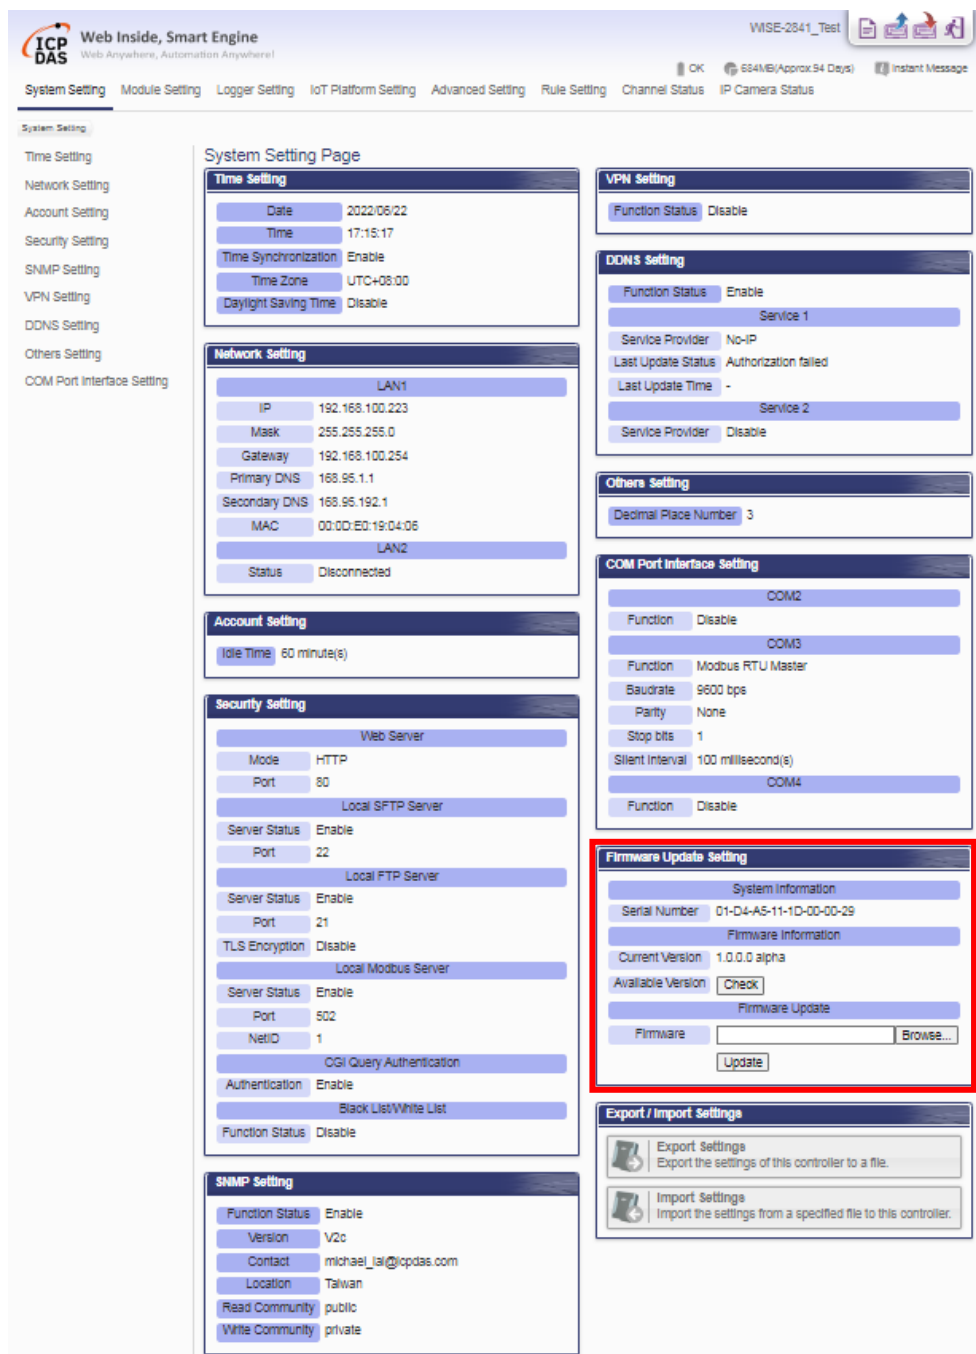 ICP
DAS
Web Inside, Smart Engine
Web Anywhere, Automation Anywhere!
WISE-2841_Test
OK
684MB(Approx.94 Days)
Instant Message
System Setting
Module Setting
Logger Setting
IoT Platform Setting
Advanced Setting
Rule Setting
Channel Status
IP Camera Status
System Setting
Time Setting
Network Setting
Account Setting
Security Setting
SNMP Setting
VPN Setting
DDNS Setting
Others Setting
COM Port Interface Setting
System Setting Page
Time Setting
Date 2022/06/22
Time 17:15:17
Time Synchronization Enable
Time Zone UTC+08:00
Daylight Saving Time Disable
Network Setting
LAN1
IP 192.168.100.223
Mask 255.255.255.0
Gateway 192.168.100.254
Primary DNS 168.95.1.1
Secondary DNS 168.95.192.1
MAC 00:0D:E0:19:04:06
LAN2
Status Disconnected
Account Setting
Idle Time 60 minute(s)
Security Setting
Web Server
Mode HTTP
Port 80
Local SFTP Server
Server Status Enable
Port 22
Local FTP Server
Server Status Enable
Port 21
TLS Encryption Disable
Local Modbus Server
Server Status Enable
Port 502
NetID 1
CGI Query Authentication
Authentication Enable
Black List/White List
Function Status Disable
SNMP Setting
Function Status Enable
Version V2c
Contact michael_lai@icpdas.com
Location Taiwan
Read Community public
Write Community private
VPN Setting
Function Status Disable
DDNS Setting
Function Status Enable
Service 1
Service Provider No-IP
Last Update Status Authorization failed
Last Update Time -
Service 2
Service Provider Disable
Others Setting
Decimal Place Number 3
COM Port Interface Setting
COM2
Function Disable
COM3
Function Modbus RTU Master
Baudrate 9600 bps
Parity None
Stop bits 1
Silent Interval 100 millisecond(s)
COM4
Function Disable
Firmware Update Setting
System Information
Serial Number 01-D4-A5-11-1D-00-00-29
Firmware Information
Current Version 1.0.0.0 alpha
Available Version Check
Firmware Update
Firmware Browse...
Update
Export / Import Settings
Export Settings
Export the settings of this controller to a file.
Import Settings
Import the settings from a specified file to this controller.